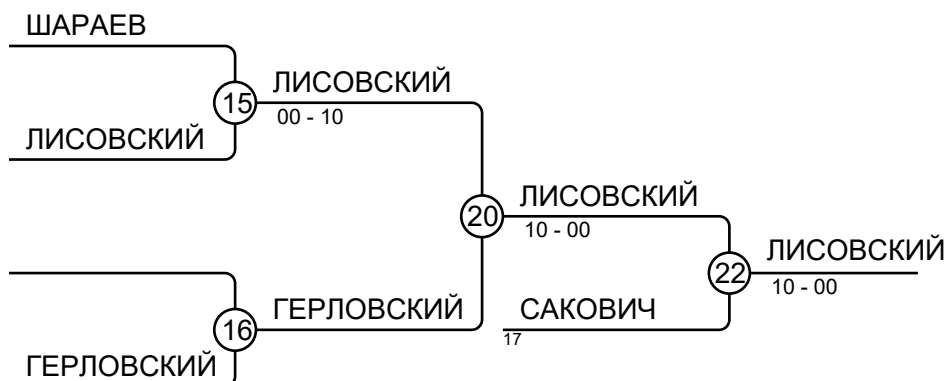 ШАРАЕВ
15
ЛИСОВСКИЙ
00 - 10
ЛИСОВСКИЙ
20
ЛИСОВСКИЙ
10 - 00
22
ЛИСОВСКИЙ
10 - 00
16
ГЕРЛОВСКИЙ
САКОВИЧ
17
ГЕРЛОВСКИЙ